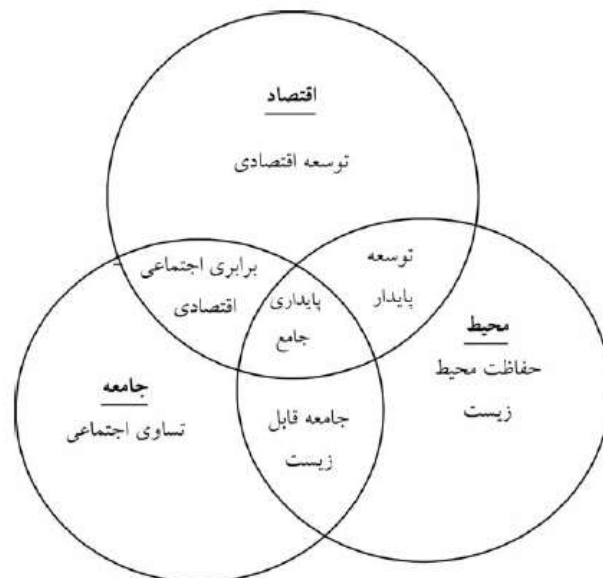 اقتصاد
توسعه اقتصادی
برابری اجتماعی
اقتصادی
توسعه
پایدار
پایداری
جامع
محیط
حفاظت محیط
زیست
جامعه
تساوی اجتماعی
جامعه قابل
زیست